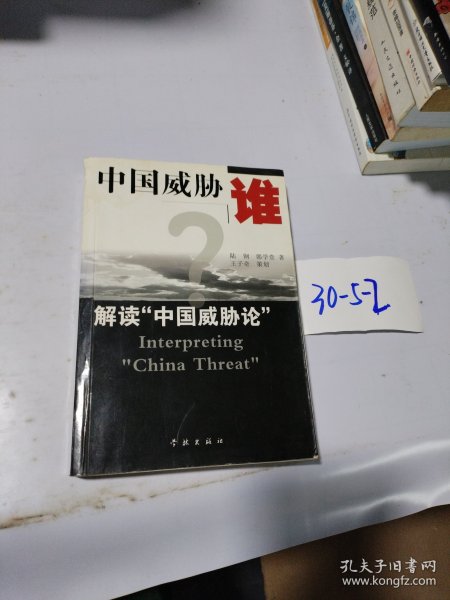 中国威胁
谁
?
陆 钢 郭学堂 著
王子奇 策划
解读“中国威胁论”
Interpreting
"China Threat"
学林出版社
30-5-2
孔夫子旧书网
www.kongfz.com